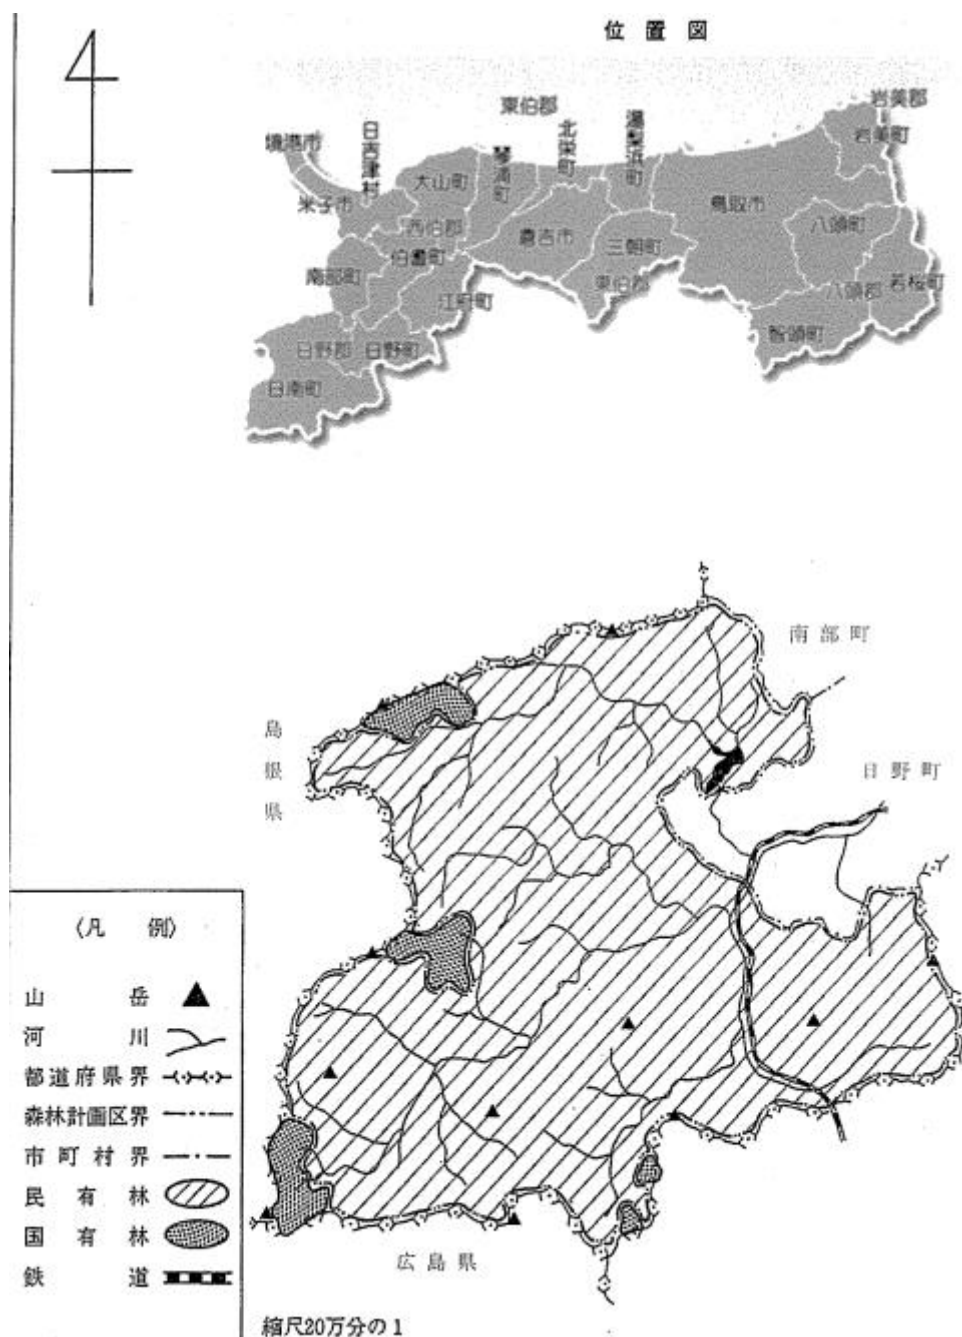 位置図
東伯郡
岩美郡
岩美町
境港市
日吉津村
琴浦町
北栄町
湯梨浜町
大山町
米子市
鳥取市
西伯郡
倉吉市
三朝町
八頭町
伯耆町
南部町
江府町
東伯郡
八頭郡
若桜町
智頭町
日野郡
日野町
日南町
南部町
島根県
日野町
〈凡例〉
山岳
河川
都道府県界
森林計画区界
市町村界
民有林
国有林
鉄道
広島県
縮尺20万分の1